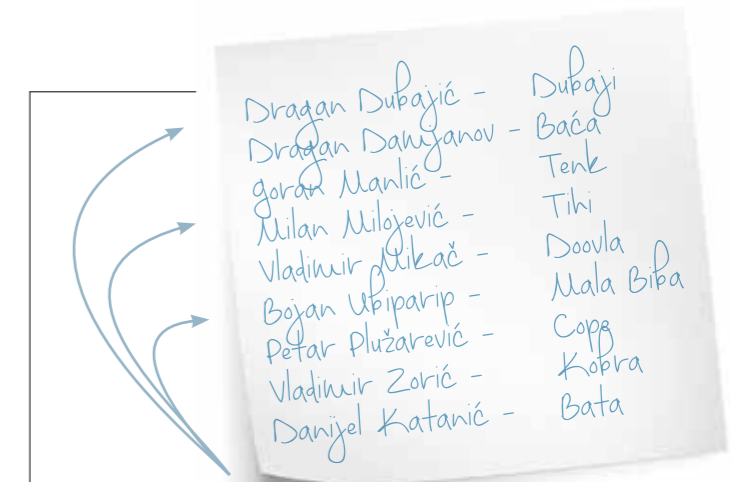 Dragan Dubajić - Dubaji
Dragan Damjanov - Baća
Goran Manlić - Tenk
Milan Milojević - Tihi
Vladimir Mikač - Doovla
Bojan Ubiparip - Mala Biba
Petar Plužarević - Cope
Vladimir Zorić - Kobra
Danijel Katanić - Bata